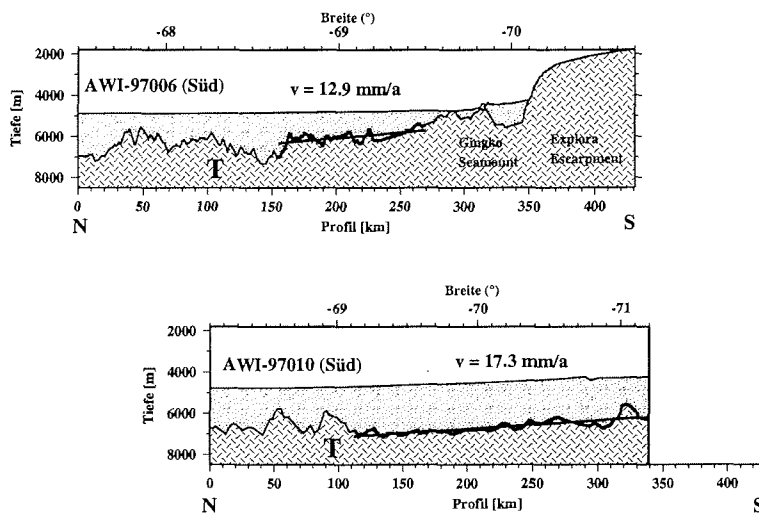 Breite (°)
-68 -69 -70
2000
AWI-97006 (Süd) v = 12.9 mm/a
4000
Tiefe [m]
6000
Gingko Explora
Seamount Escarpment
T
8000
0 50 100 150 200 250 300 350 400
N Profil [km] S
Breite (°)
-69 -70 -71
2000
AWI-97010 (Süd) v = 17.3 mm/a
4000
Tiefe [m]
6000
T
8000
0 50 100 150 200 250 300 350 400
N Profil [km] S